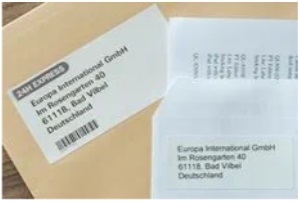 24H EXPRESS
Europa International GmbH
Im Rosengarten 40
61118, Bad Vilbel
Deutschland
Europa International GmbH
Im Rosengarten 40
61118, Bad Vilbel
Deutschland